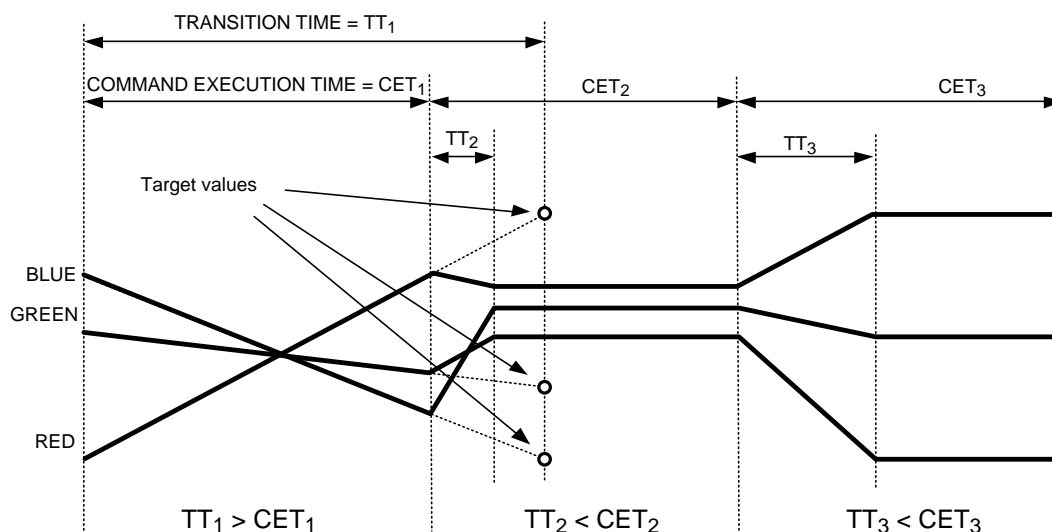 TRANSITION TIME = TT1
COMMAND EXECUTION TIME = CET1
CET2
CET3
TT2
TT3
Target values
BLUE
GREEN
RED
TT1 > CET1
TT2 < CET2
TT3 < CET3